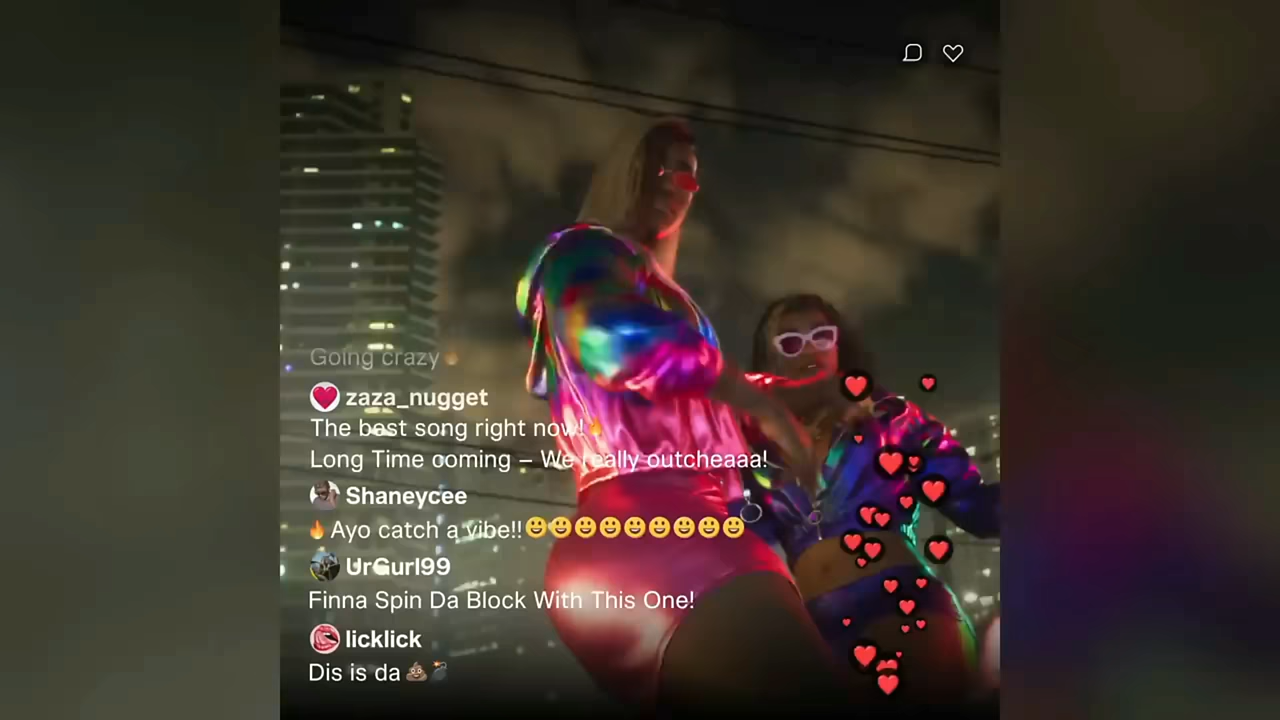 Going crazy🔥
zaza_nugget
The best song right now!🔥
Long Time coming – We really outcheaaa!
Shaneycee
🔥Ayo catch a vibe!!😀😀😀😀😀😀😀😀😀
UrGurl99
Finna Spin Da Block With This One!
licklick
Dis is da💩💣